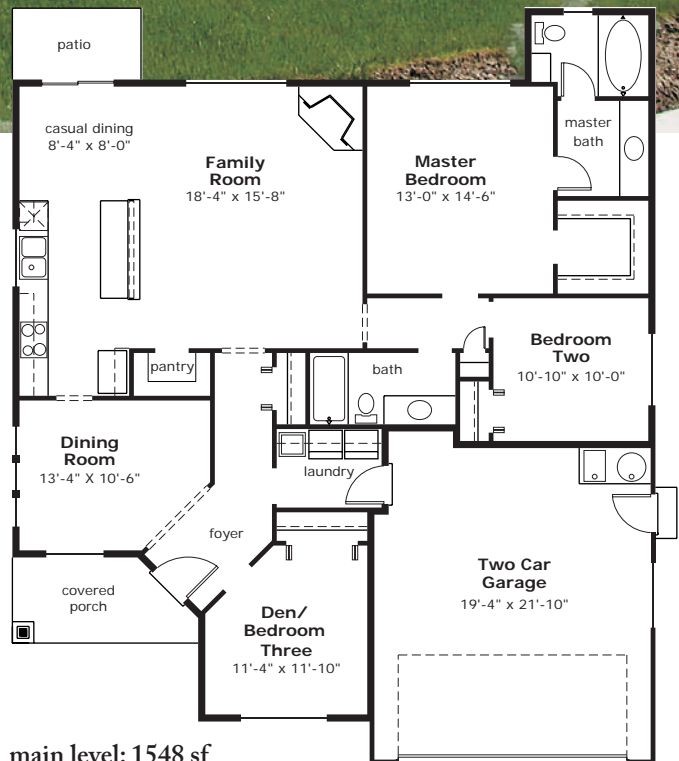 patio
casual dining
8'-4" x 8'-0"
Family
Room
18'-4" x 15'-8"
Master
Bedroom
13'-0" x 14'-6"
master
bath
pantry
bath
Bedroom
Two
10'-10" x 10'-0"
Dining
Room
13'-4" X 10'-6"
laundry
foyer
covered
porch
Den/
Bedroom
Three
11'-4" x 11'-10"
Two Car
Garage
19'-4" x 21'-10"
main level: 1548 sf